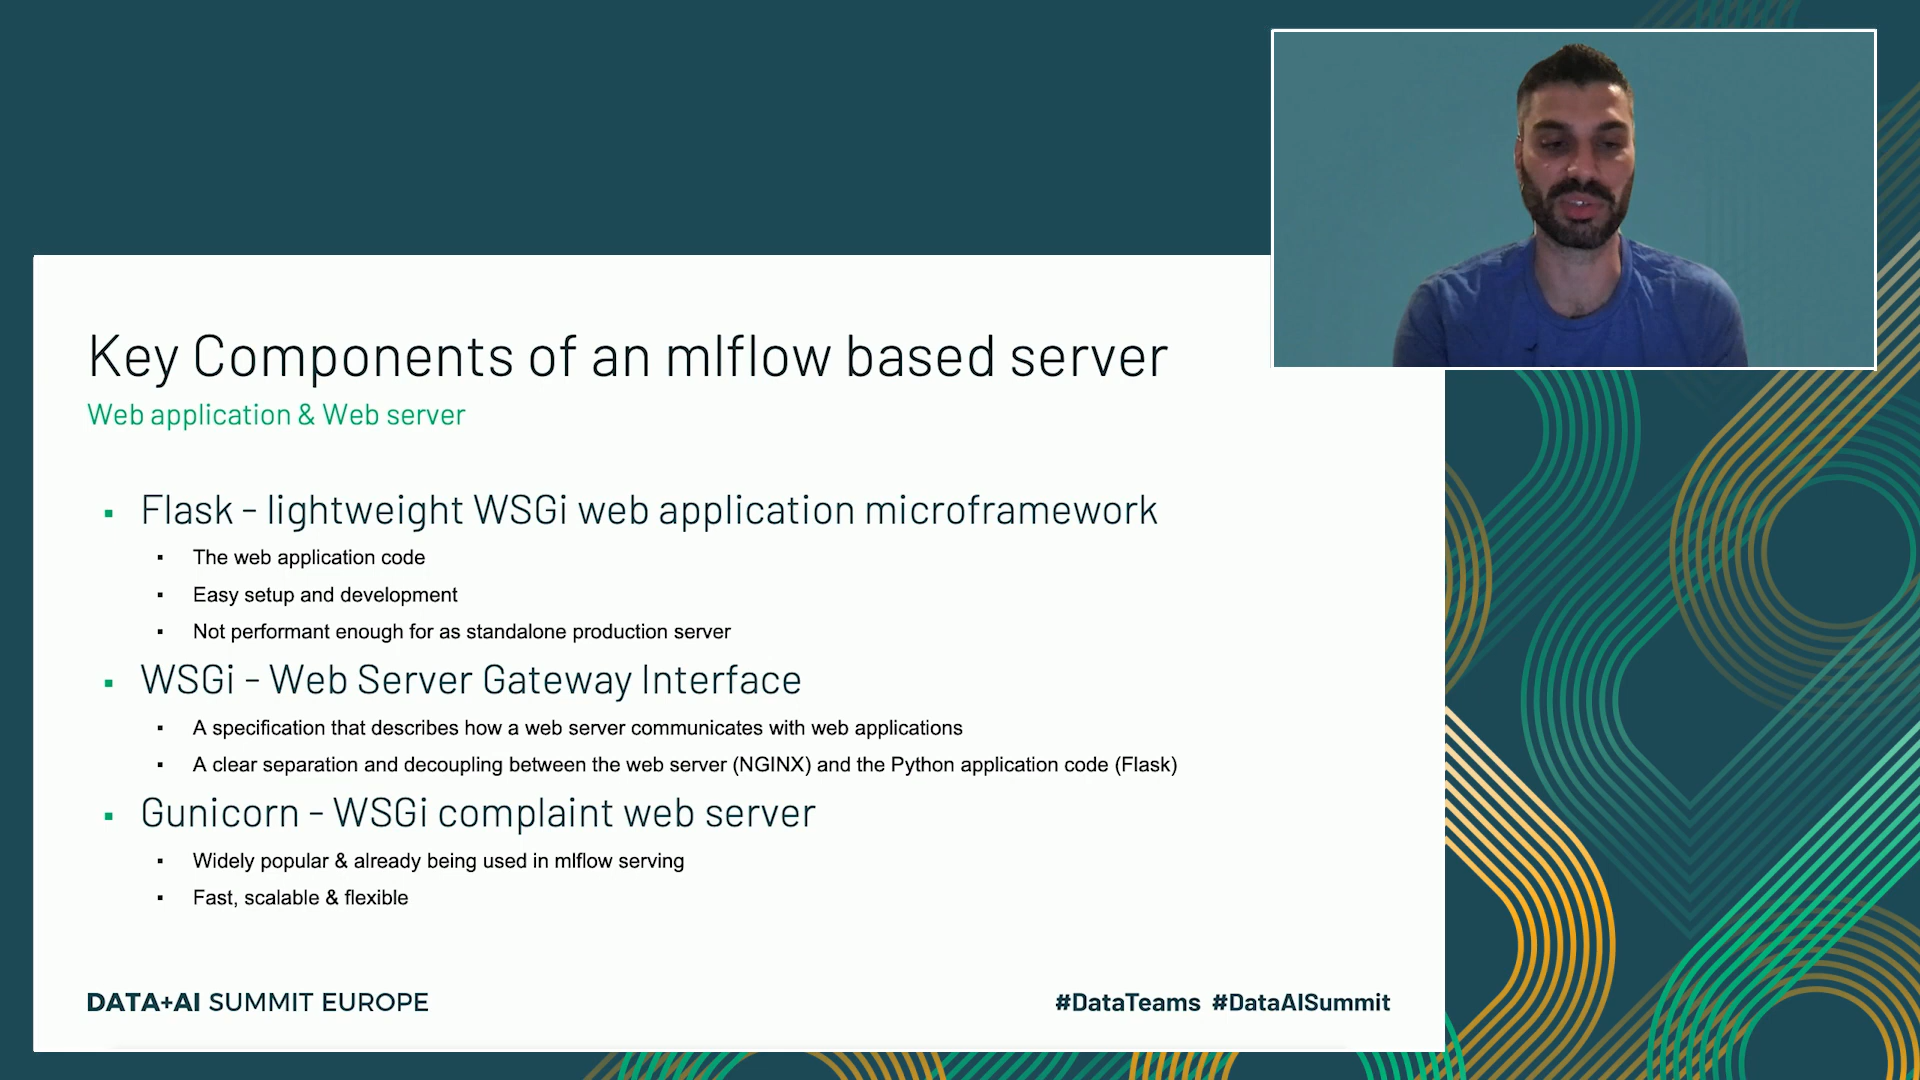 Key Components of an mlflow based server
Web application & Web server
▪ Flask - lightweight WSGi web application microframework
▪ The web application code
▪ Easy setup and development
▪ Not performant enough for as standalone production server
▪ WSGi - Web Server Gateway Interface
▪ A specification that describes how a web server communicates with web applications
▪ A clear separation and decoupling between the web server (NGINX) and the Python application code (Flask)
▪ Gunicorn - WSGi complaint web server
▪ Widely popular & already being used in mlflow serving
▪ Fast, scalable & flexible
DATA+AI SUMMIT EUROPE
#DataTeams #DataAISummit